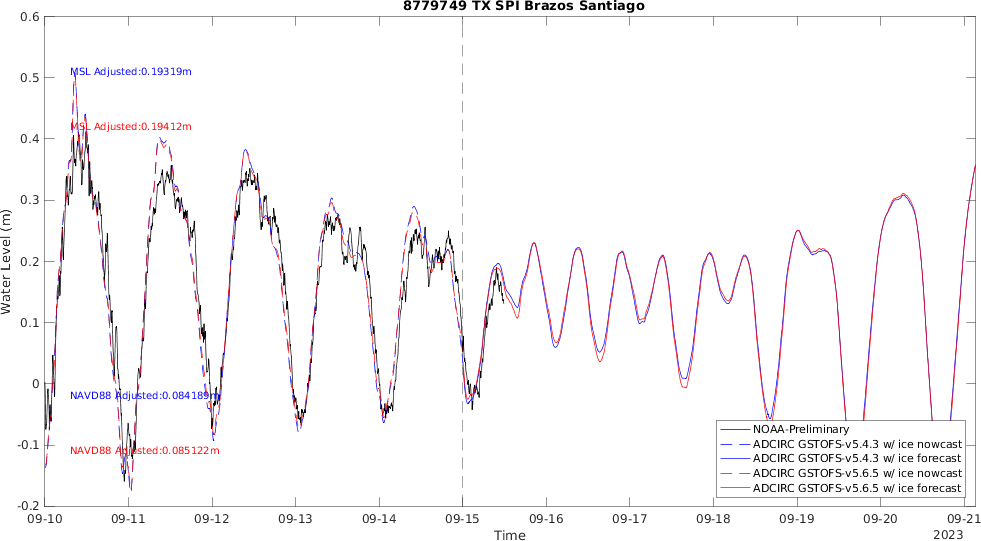 8779749 TX SPI Brazos Santiago
0.6
0.5
0.4
0.3
0.2
0.1
0
-0.1
-0.2
Water Level (m)
MSL Adjusted:0.19319m
MSL Adjusted:0.19412m
NAVD88 Adjusted:0.084189m
NAVD88 Adjusted:0.085122m
NOAA-Preliminary
ADCIRC GSTOFS-v5.4.3 w/ ice nowcast
ADCIRC GSTOFS-v5.4.3 w/ ice forecast
ADCIRC GSTOFS-v5.6.5 w/ ice nowcast
ADCIRC GSTOFS-v5.6.5 w/ ice forecast
09-10 09-11 09-12 09-13 09-14 09-15 09-16 09-17 09-18 09-19 09-20 09-21
Time
2023